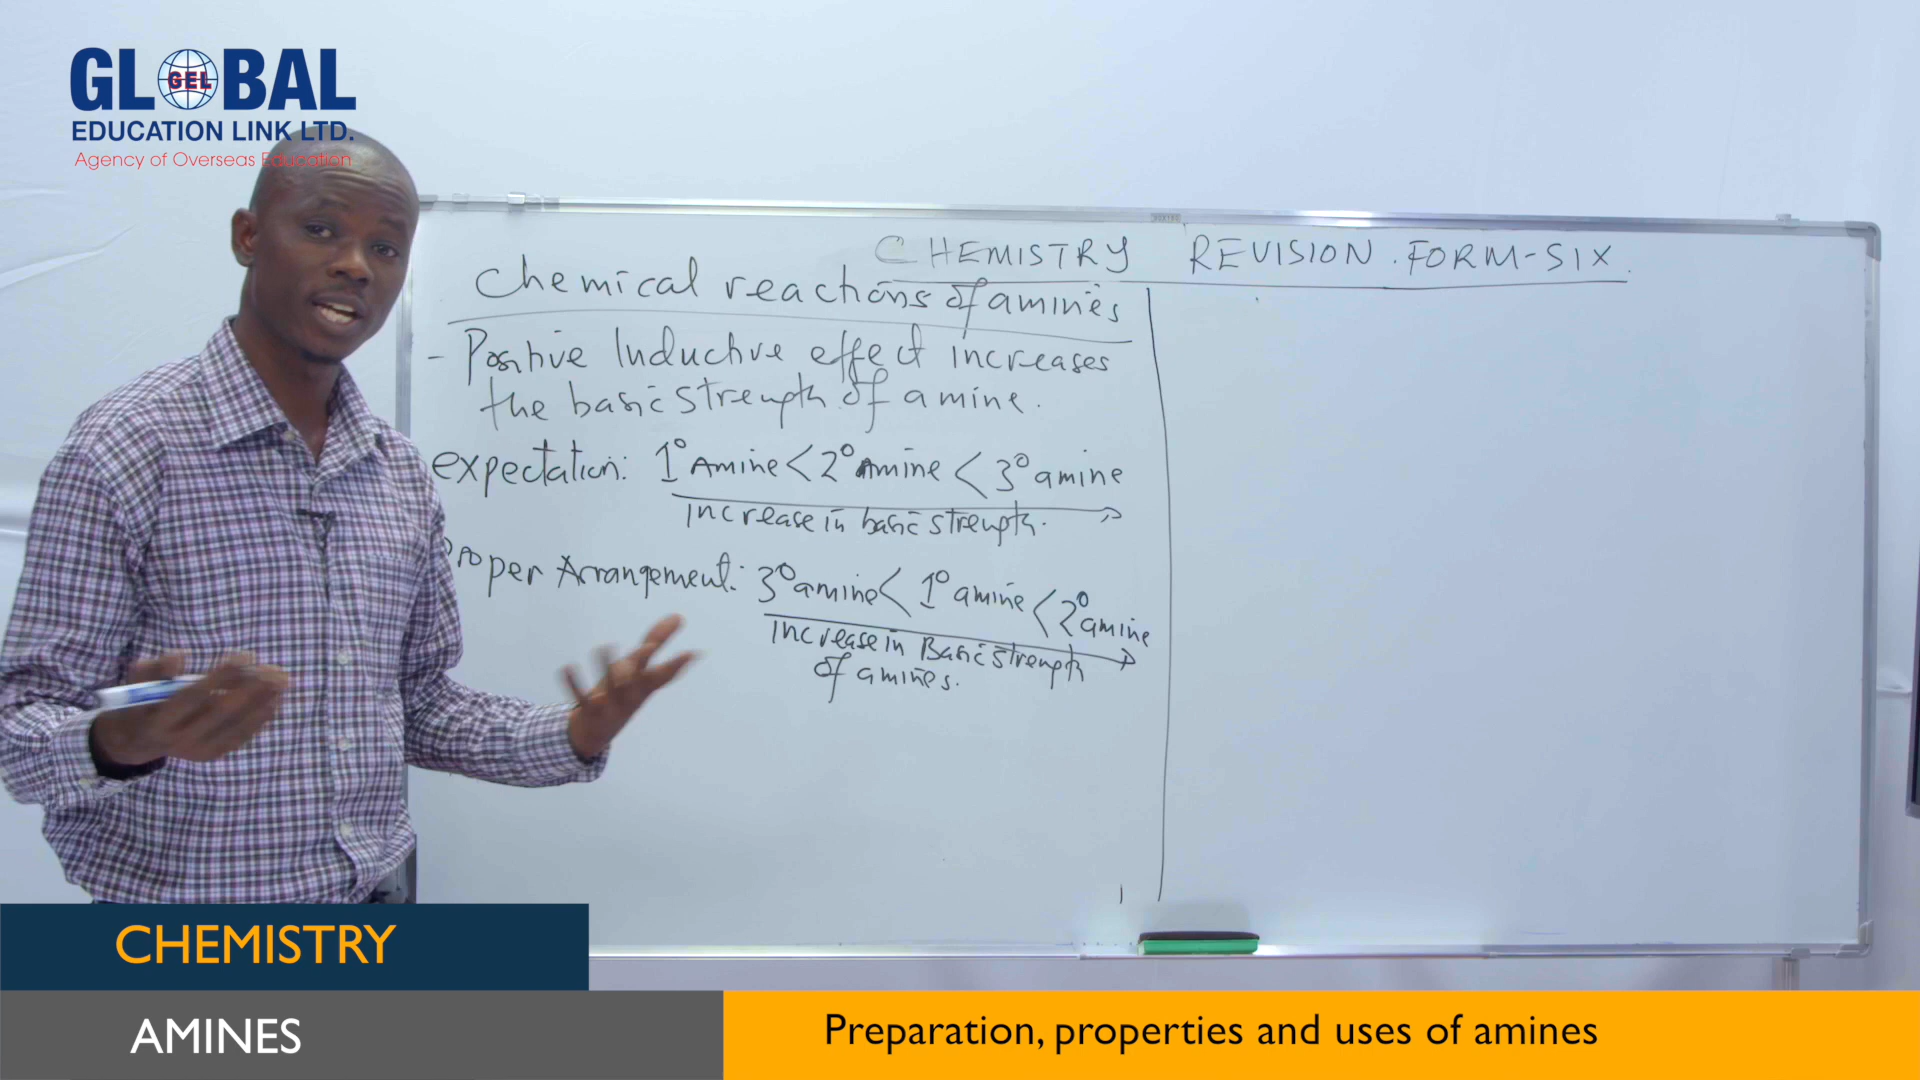 GLOBAL
GEL
EDUCATION LINK LTD.
Agency of Overseas Education
CHEMISTRY REVISION. FORM-SIX.
Chemical reactions of amines
- Positive Inductive effect increases
the basic strength of amine.
expectation: 1° Amine < 2° Amine < 3° amine
increase in basic strength.
Proper Arrangement: 3° amine < 1° amine < 2° amine
Increase in Basic strength
of amines.
CHEMISTRY
AMINES
Preparation, properties and uses of amines